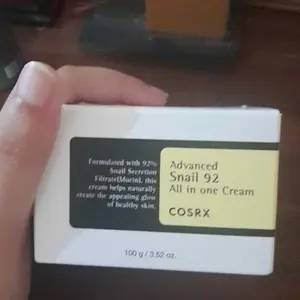 Formulated with 92%
Snail Secretion
Filtrate(Mucin), this
cream helps naturally
create the appealing glow
of healthy skin.
Advanced
Snail 92
All in one Cream
COSRX
100 g / 3.52 oz.